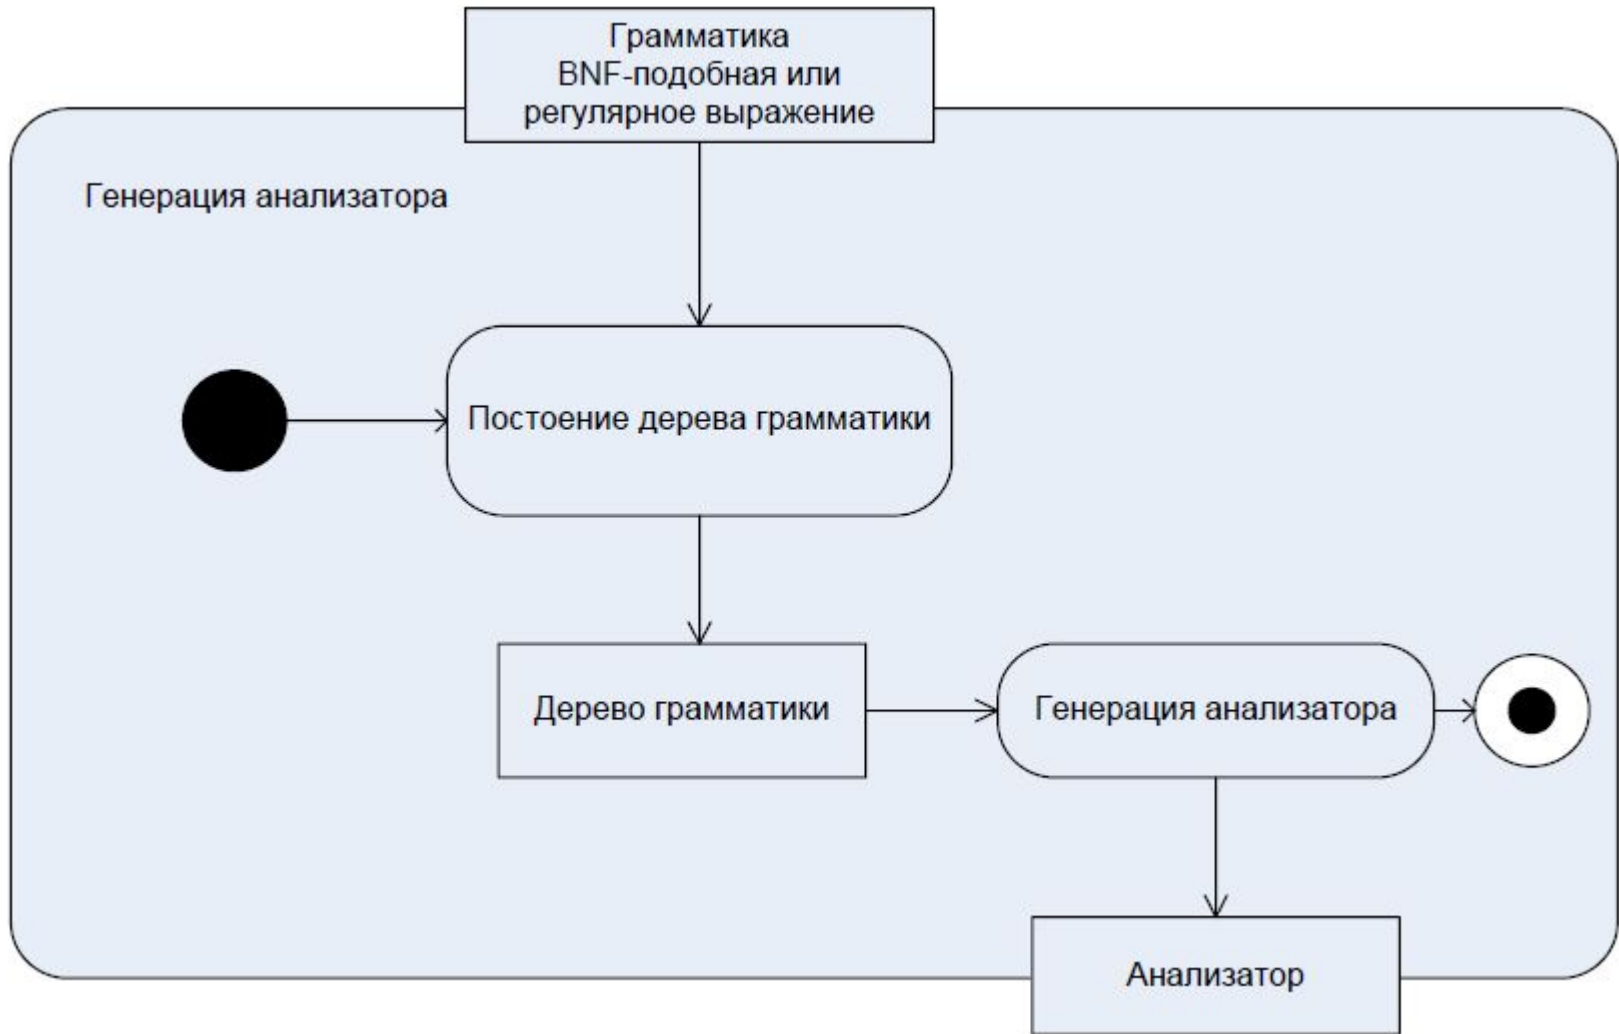 Грамматика
BNF-подобная или
регулярное выражение
Генерация анализатора
Постоение дерева грамматики
Дерево грамматики
Генерация анализатора
Анализатор